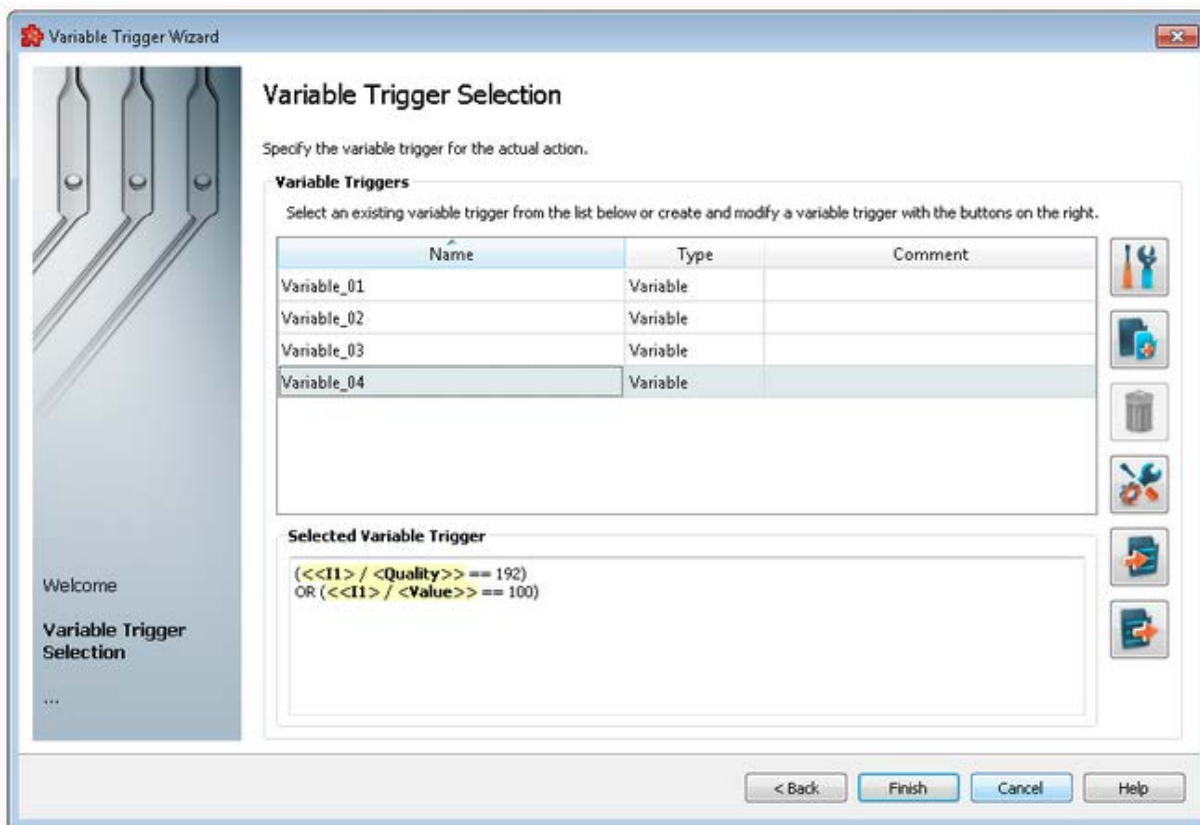 Variable Trigger Wizard
Variable Trigger Selection
Specify the variable trigger for the actual action.
Variable Triggers
Select an existing variable trigger from the list below or create and modify a variable trigger with the buttons on the right.
Name Type Comment
Variable_01 Variable
Variable_02 Variable
Variable_03 Variable
Variable_04 Variable
Selected Variable Trigger
(<<I1> / <Quality>> == 192)
OR (<<I1> / <Value>> == 100)
Welcome
Variable Trigger
Selection
...
< Back Finish Cancel Help